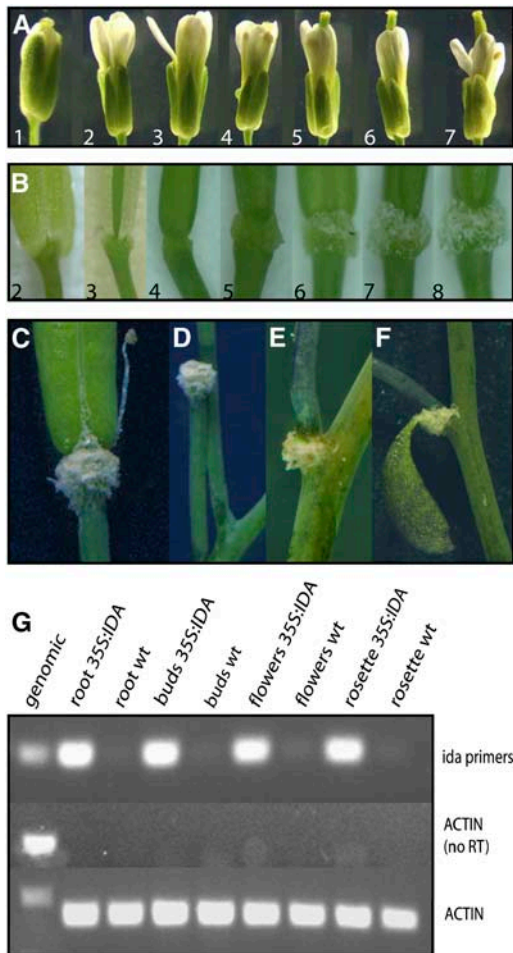 A
1 2 3 4 5 6 7
B
2 3 4 5 6 7 8
C D E F
G
genomic
root 35S:IDA
root wt
buds 35S:IDA
buds wt
flowers 35S:IDA
flowers wt
rosette 35S:IDA
rosette wt
ida primers
ACTIN
(no RT)
ACTIN